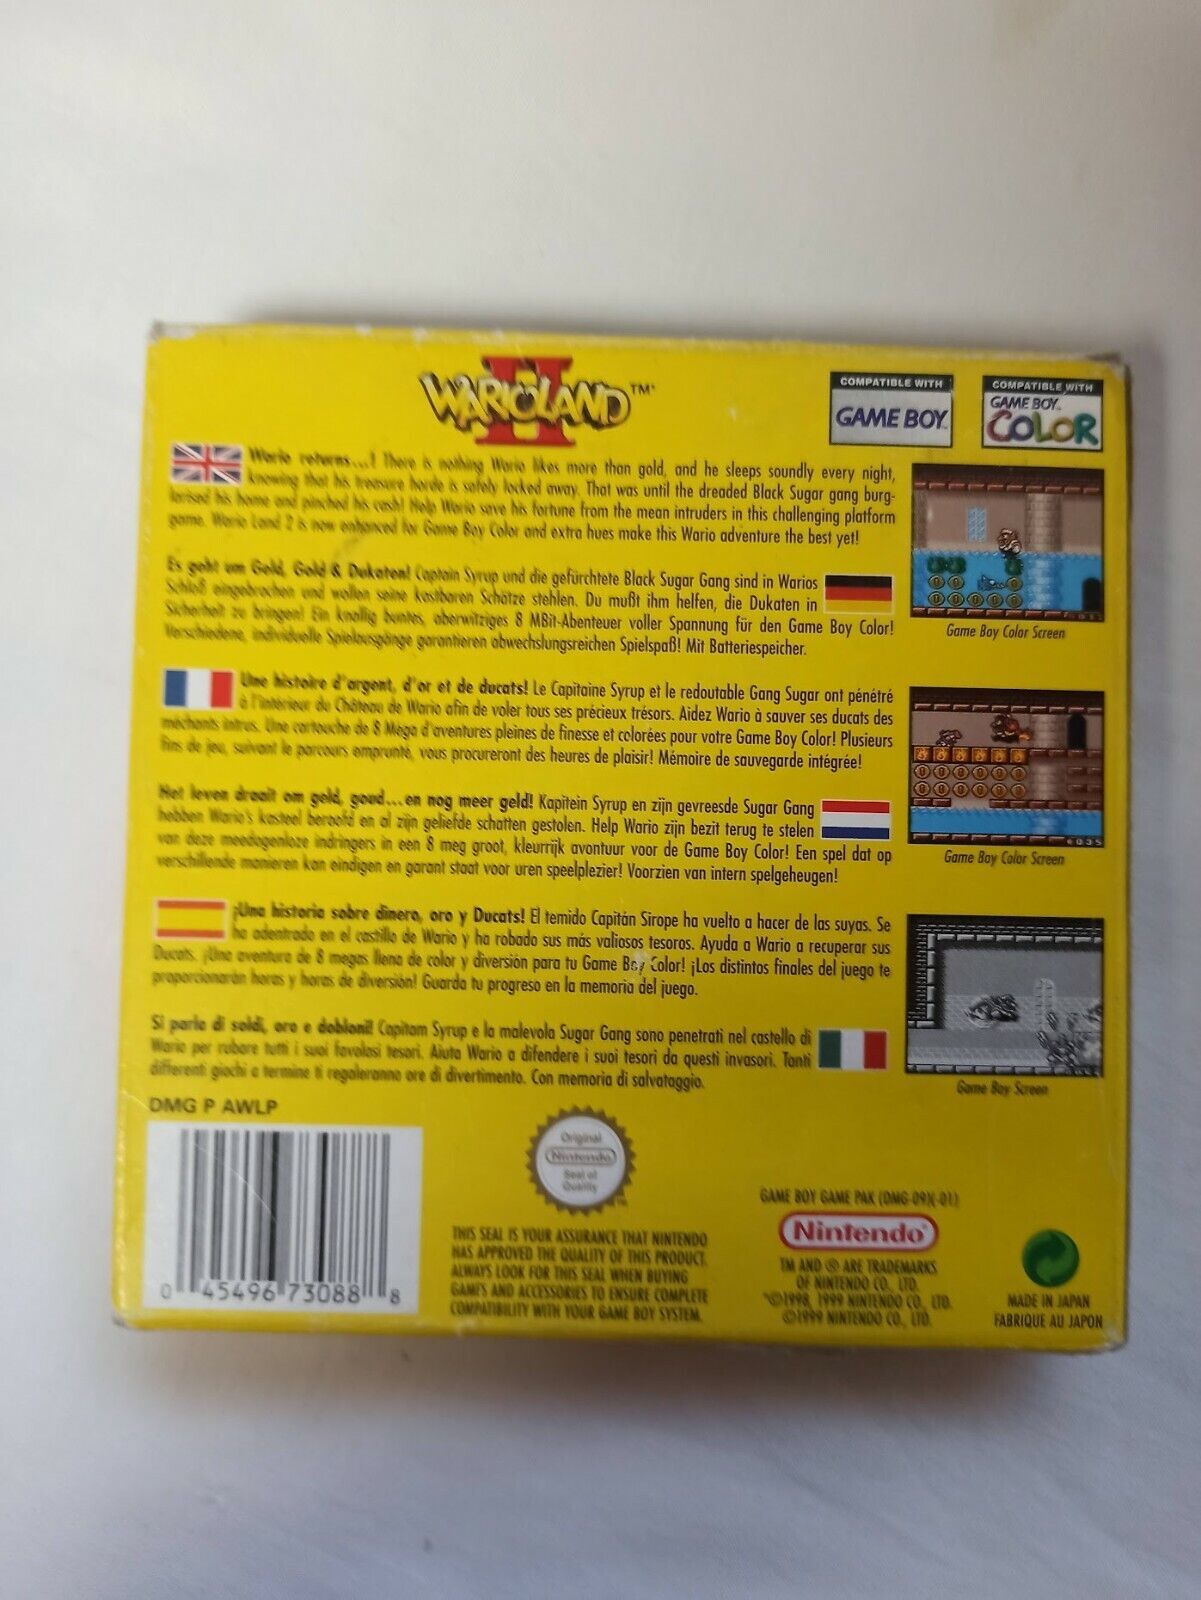 WARIOLAND II ™
COMPATIBLE WITH
GAME BOY™
COMPATIBLE WITH
GAME BOY™
COLOR
Wario returns...! There is nothing Wario likes more than gold, and he sleeps soundly every night,
knowing that his treasure horde is safely locked away. That was until the dreaded Black Sugar gang burg-
larised his home and pinched his cash! Help Wario save his fortune from the mean intruders in this challenging platform
game. Wario Land 2 is now enhanced for Game Boy Color and extra hues make this Wario adventure the best yet!
Es geht um Gold, Gold & Dukaten! Captain Syrup und die gefürchtete Black Sugar Gang sind in Warios
Schloß eingebrochen und wollen seine kostbaren Schätze stehlen. Du mußt ihm helfen, die Dukaten in
Sicherheit zu bringen! Ein knallig buntes, aberwitziges 8 MBit-Abenteuer voller Spannung für den Game Boy Color!
Verschiedene, individuelle Spielausgänge garantieren abwechslungsreichen Spielspaß! Mit Batteriespeicher.
Une histoire d'argent, d'or et de ducats! Le Capitaine Syrup et le redoutable Gang Sugar ont pénétré
à l'interieur du Château de Wario afin de voler tous ses précieux trésors. Aidez Wario à sauver ses ducats des
méchants intrus. Une cartouche de 8 Méga d'aventures pleines de finesse et colorées pour votre Game Boy Color! Plusieurs
fins de jeu, suivant le parcours emprunté, vous procureront des heures de plaisir! Mémoire de sauvegarde intégrée!
Het leven draait om geld, goud...en nog meer geld! Kapitein Syrup en zijn gevreesde Sugar Gang
hebben Wario's kasteel beroofd en al zijn geliefde schatten gestolen. Help Wario zijn bezit terug te stelen
van deze meedogenloze indringers in een 8 meg groot, kleurrijk avontuur voor de Game Boy Color! Een spel dat op
verschillende manieren kan eindigen en garant staat voor uren speelplezier! Voorzien van intern spelgeheugen!
¡Una historia sobre dinero, oro y Ducats! El temido Capitán Sirope ha vuelto a hacer de las suyas. Se
ha adentrado en el castillo de Wario y ha robado sus más valiosos tesoros. Ayuda a Wario a recuperar sus
Ducats. ¡Una aventura de 8 megas llena de color y diversión para tu Game Boy Color! ¡Los distintos finales del juego te
proporcionarán horas y horas de diversión! Guarda tu progreso en la memoria del juego.
Si parla di soldi, oro e dobloni! Capitam Syrup e la malevola Sugar Gang sono penetrati nel castello di
Wario per rubare tutti i suoi favolosi tesori. Aiuta Wario a difendere i suoi tesori da questi invasori. Tanti
differenti giochi a termine ti regaleranno ore di divertimento. Con memoria di salvataggio.
Game Boy Color Screen
035
Game Boy Color Screen
Game Boy Screen
DMG P AWLP
0 45496 73088 8
Original
Nintendo
Seal of
Quality
TM
THIS SEAL IS YOUR ASSURANCE THAT NINTENDO
HAS APPROVED THE QUALITY OF THIS PRODUCT.
ALWAYS LOOK FOR THIS SEAL WHEN BUYING
GAMES AND ACCESSORIES TO ENSURE COMPLETE
COMPATIBILITY WITH YOUR GAME BOY SYSTEM.
GAME BOY GAME PAK (DMG-09)(-01)
Nintendo®
TM AND ® ARE TRADEMARKS
OF NINTENDO CO., LTD.
©1998, 1999 NINTENDO CO., LTD.
©1999 NINTENDO CO., LTD.
MADE IN JAPAN
FABRIQUE AU JAPON